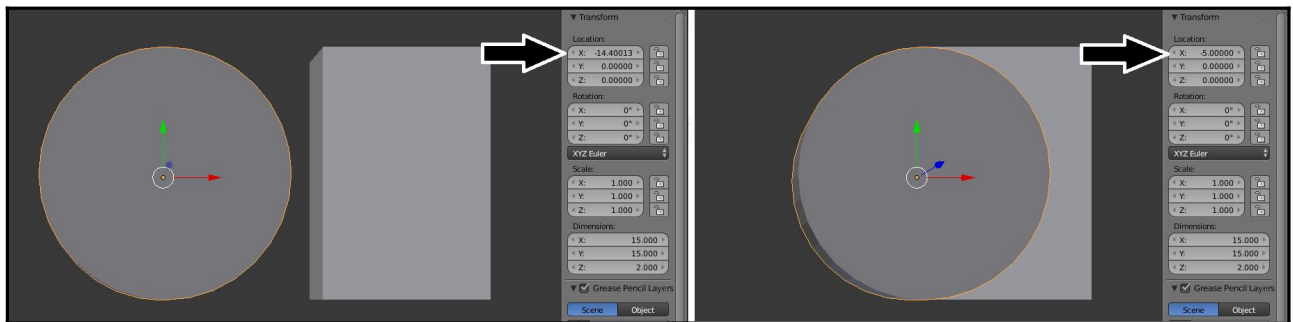 Transform
Location:
X: -14.40013
Y: 0.00000
Z: 0.00000
Rotation:
X: 0°
Y: 0°
Z: 0°
XYZ Euler
Scale:
X: 1.000
Y: 1.000
Z: 1.000
Dimensions:
X: 15.000
Y: 15.000
Z: 2.000
Grease Pencil Layers
Scene Object
Transform
Location:
X: -5.00000
Y: 0.00000
Z: 0.00000
Rotation:
X: 0°
Y: 0°
Z: 0°
XYZ Euler
Scale:
X: 1.000
Y: 1.000
Z: 1.000
Dimensions:
X: 15.000
Y: 15.000
Z: 2.000
Grease Pencil Layers
Scene Object